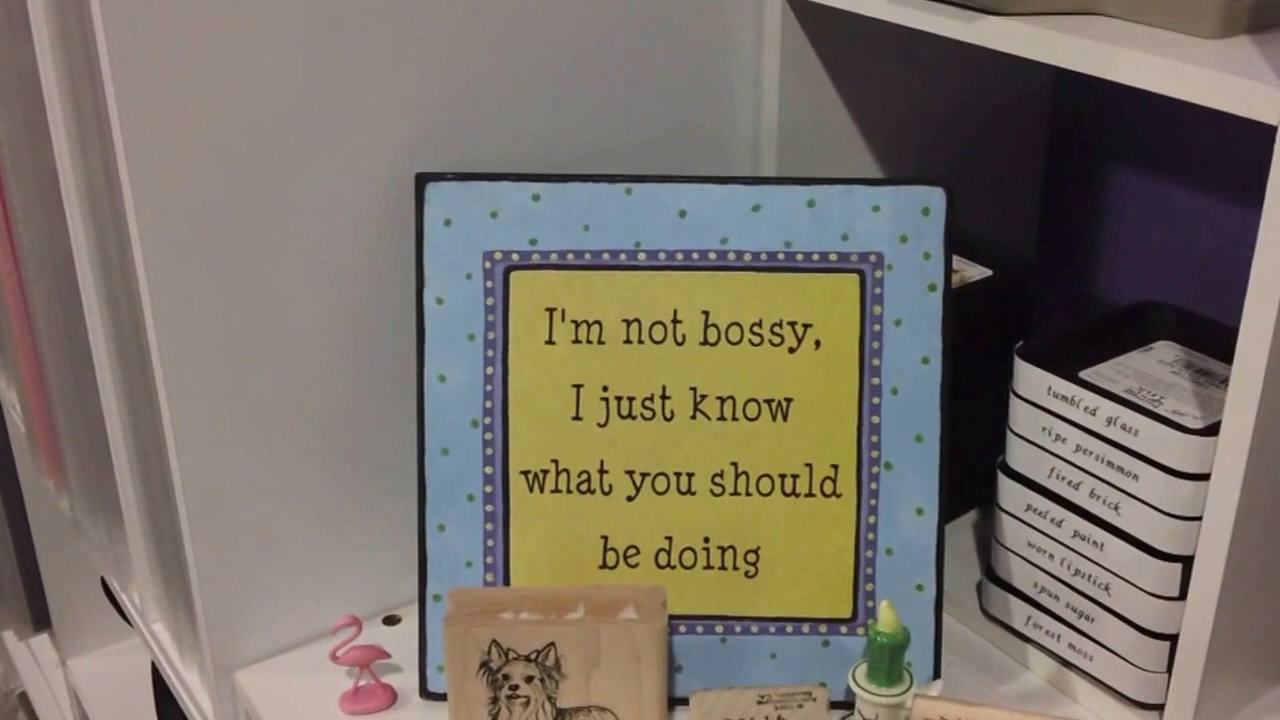 I'm not bossy,
I just know
what you should
be doing
tumbled glass
ripe persimmon
fired brick
peeled paint
worn lipstick
spun sugar
forest moss